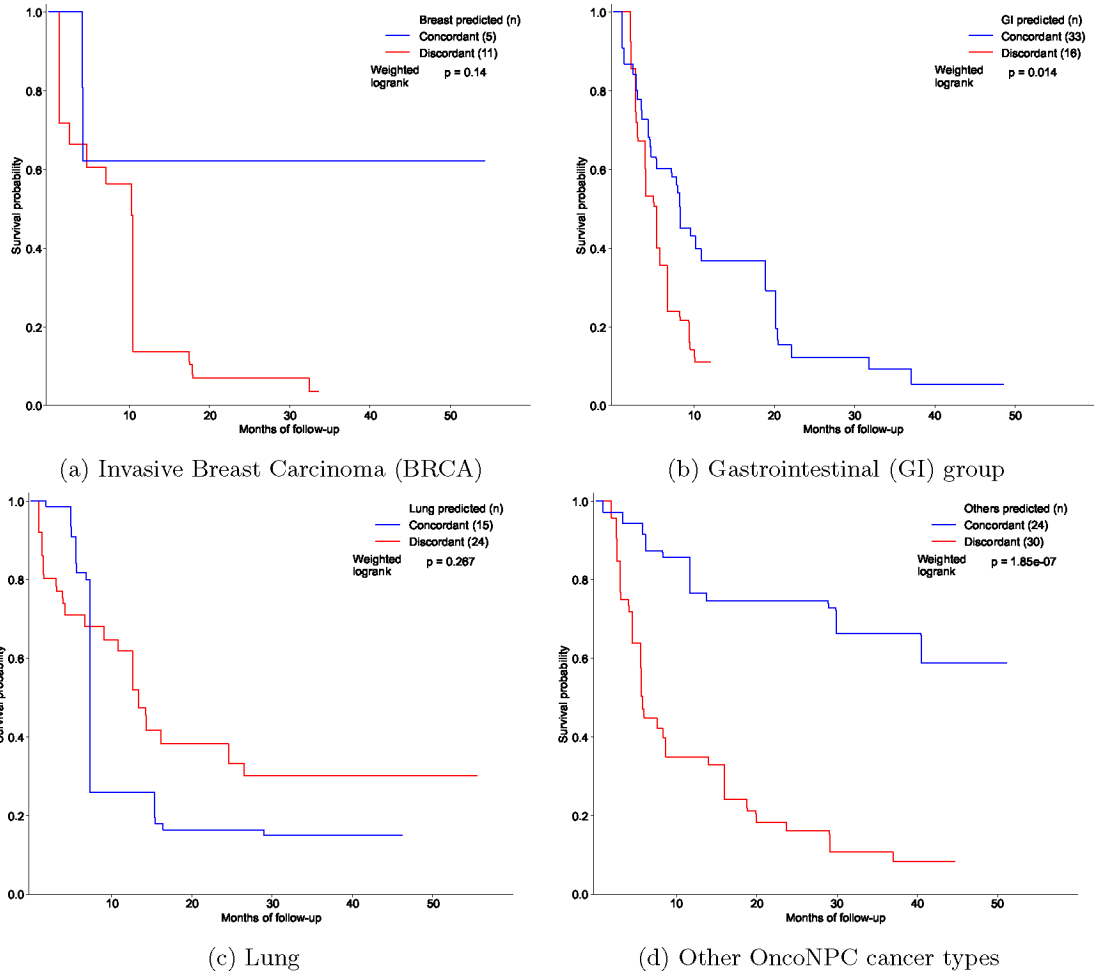 Breast predicted (n)
Concordant (5)
Discordant (11)
Weighted logrank p = 0.14
Survival probability
1.0
0.8
0.6
0.4
0.2
0.0
10 20 30 40 50
Months of follow-up
(a) Invasive Breast Carcinoma (BRCA)
GI predicted (n)
Concordant (33)
Discordant (16)
Weighted logrank p = 0.014
Survival probability
1.0
0.8
0.6
0.4
0.2
0.0
10 20 30 40 50
Months of follow-up
(b) Gastrointestinal (GI) group
Lung predicted (n)
Concordant (15)
Discordant (24)
Weighted logrank p = 0.267
Survival probability
1.0
0.8
0.6
0.4
0.2
0.0
10 20 30 40 50
Months of follow-up
(c) Lung
Others predicted (n)
Concordant (24)
Discordant (30)
Weighted logrank p = 1.85e-07
Survival probability
1.0
0.8
0.6
0.4
0.2
0.0
10 20 30 40 50
Months of follow-up
(d) Other OncoNPC cancer types